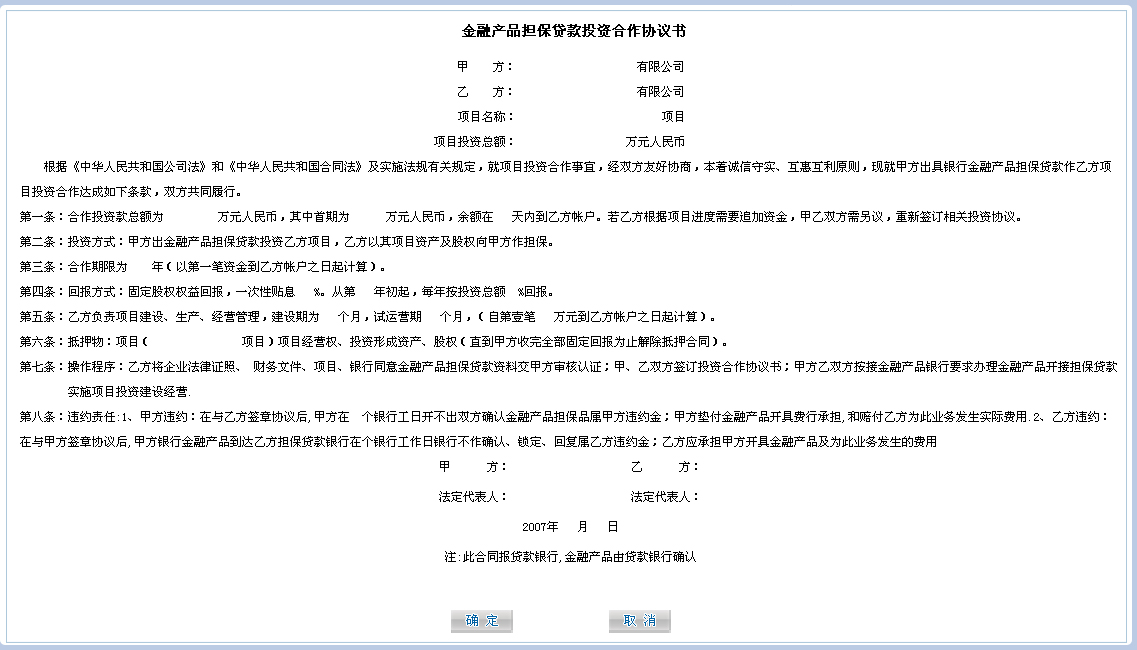 金融产品担保贷款投资合作协议书
甲 方： 有限公司
乙 方： 有限公司
项目名称： 项目
项目投资总额： 万元人民币
根据《中华人民共和国公司法》和《中华人民共和国合同法》及实施法规有关规定，就项目投资合作事宜，经双方友好协商，本着诚信守实、互惠互利原则，现就甲方出具银行金融产品担保贷款作乙方项
目投资合作达成如下条款，双方共同履行。
第一条：合作投资款总额为 万元人民币，其中首期为 万元人民币，余额在 天内到乙方帐户。若乙方根据项目进度需要追加资金，甲乙双方需另议，重新签订相关投资协议。
第二条：投资方式：甲方出金融产品担保贷款投资乙方项目，乙方以其项目资产及股权向甲方作担保。
第三条：合作期限为 年（以第一笔资金到乙方帐户之日起计算）。
第四条：回报方式：固定股权权益回报，一次性贴息 %。从第 年初起，每年按投资总额 %回报。
第五条：乙方负责项目建设、生产、经营管理，建设期为 个月，试运营期 个月，（自第壹笔 万元到乙方帐户之日起计算）。
第六条：抵押物：项目（ 项目）项目经营权、投资形成资产、股权（直到甲方收完全部固定回报为止解除抵押合同）。
第七条：操作程序：乙方将企业法律证照、 财务文件、项目、银行同意金融产品担保贷款资料交甲方审核认证；甲、乙双方签订投资合作协议书；甲方乙双方按接金融产品银行要求办理金融产品开接担保贷款
实施项目投资建设经营.
第八条：违约责任:1、甲方违约：在与乙方签章协议后,甲方在 个银行工日开不出双方确认金融产品担保品属甲方违约金；甲方垫付金融产品开具费行承担,和赔付乙方为此业务发生实际费用.2、乙方违约：
在与甲方签章协议后,甲方银行金融产品到达乙方担保贷款银行在个银行工作日银行不作确认、锁定、回复属乙方违约金；乙方应承担甲方开具金融产品及为此业务发生的费用
甲 方： 乙 方：
法定代表人： 法定代表人：
2007年 月 日
注:此合同报贷款银行,金融产品由贷款银行确认
确 定 取 消